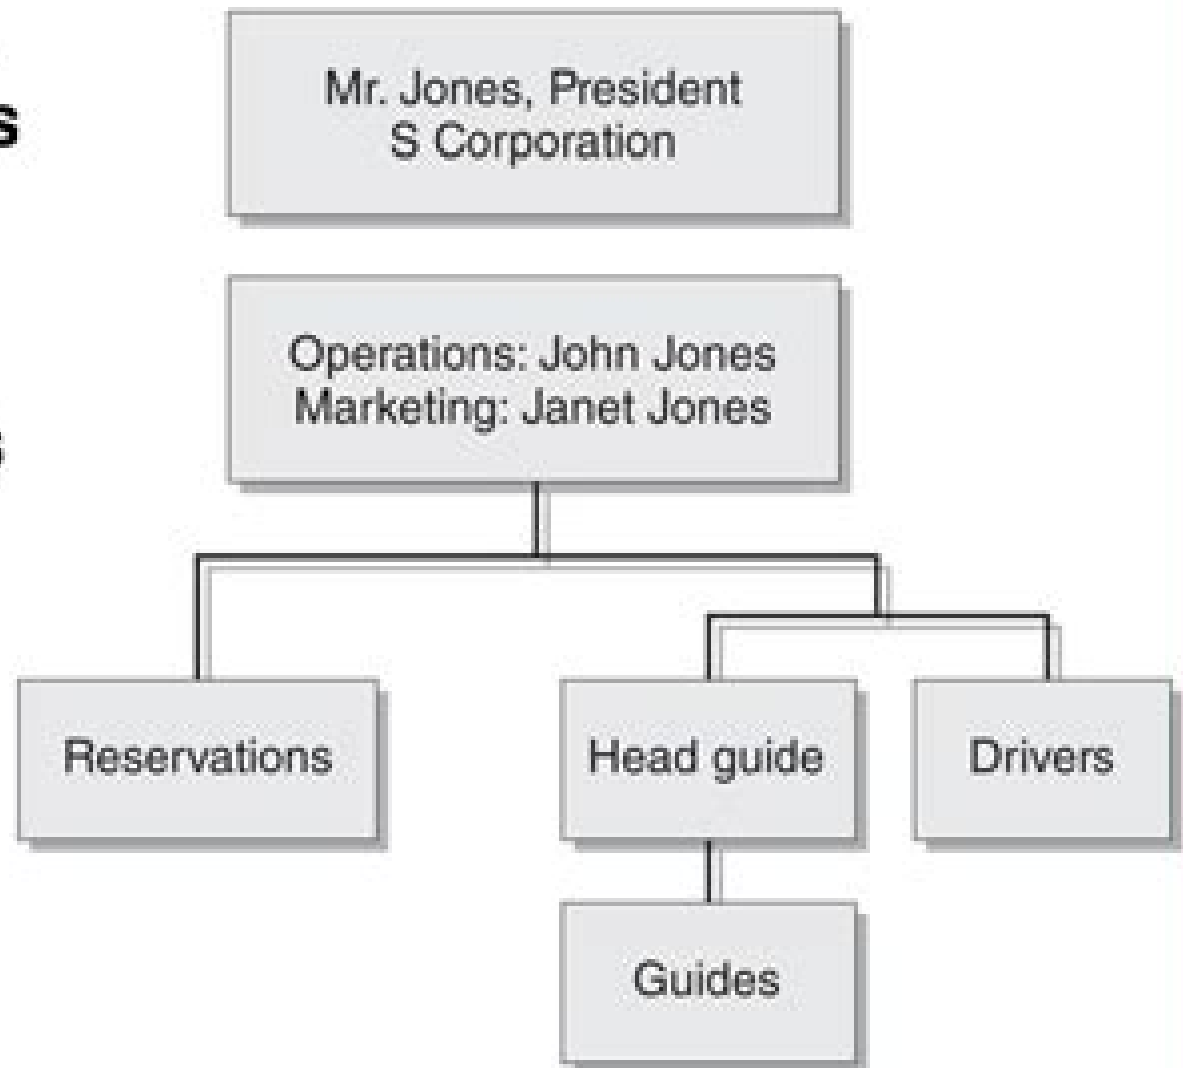 s
Mr. Jones, President
S Corporation
Operations: John Jones
Marketing: Janet Jones
Reservations
Head guide
Drivers
Guides